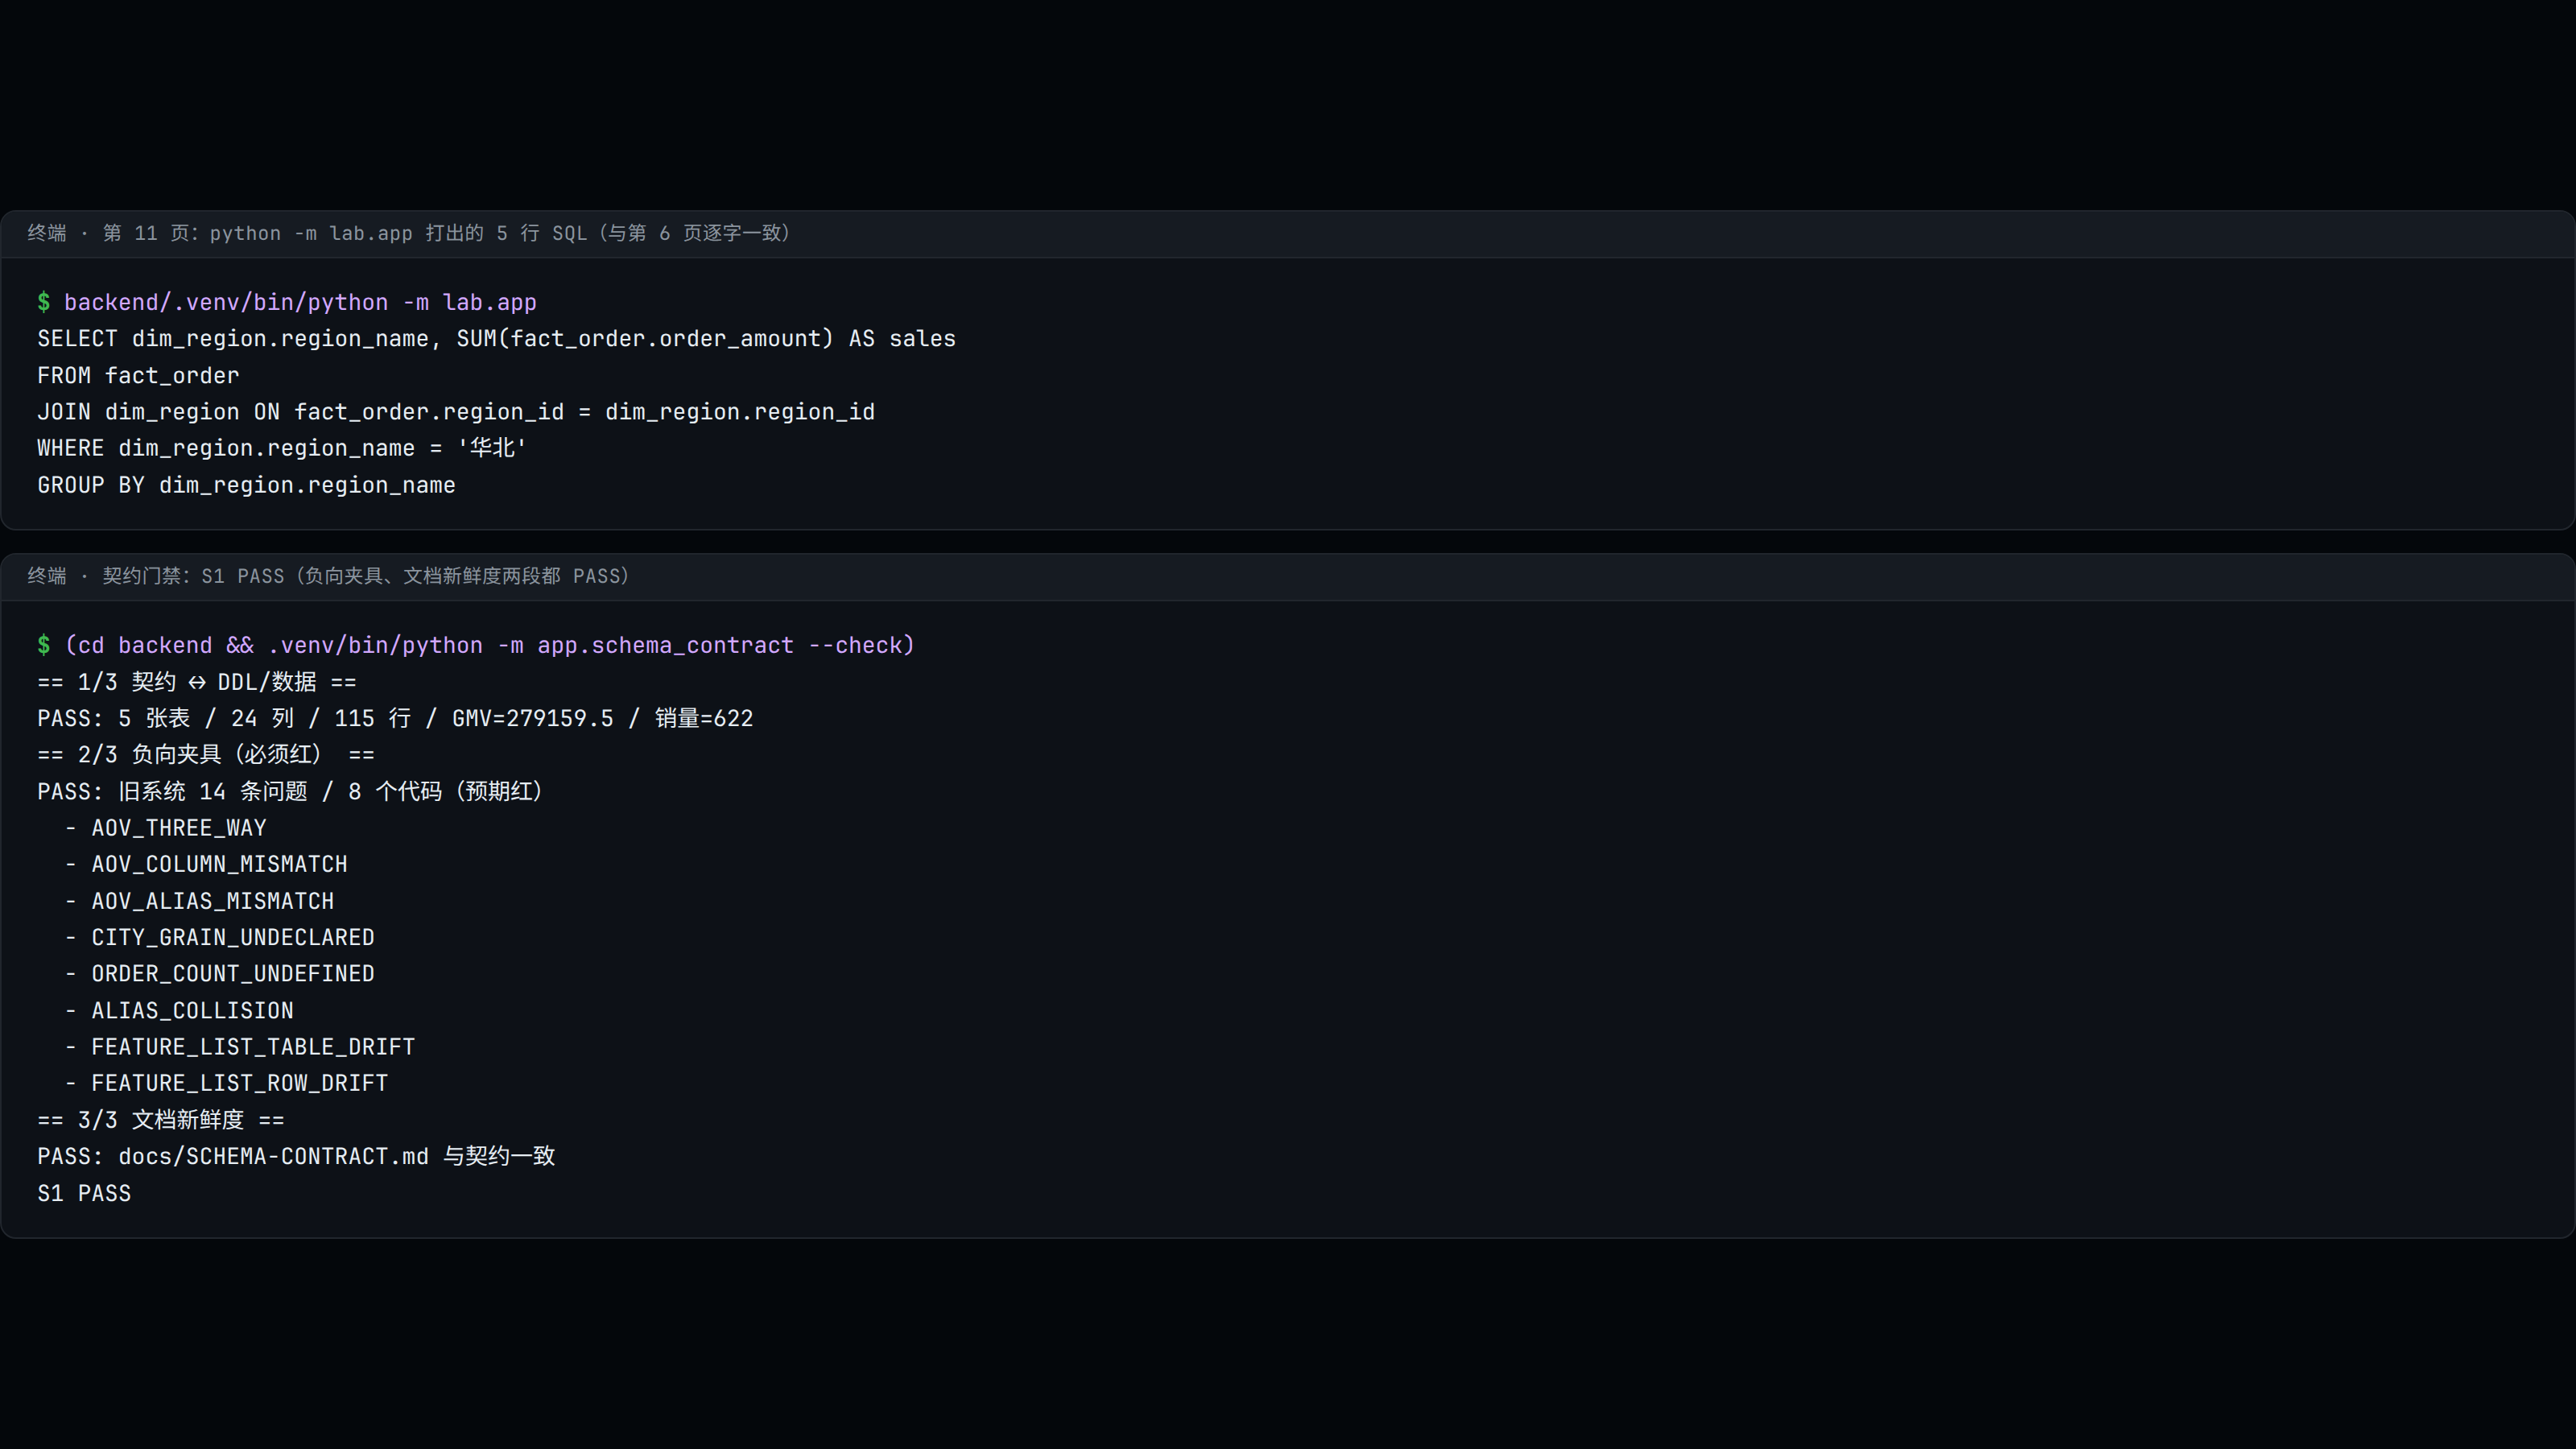 终端 · 第 11 页：python -m lab.app 打出的 5 行 SQL（与第 6 页逐字一致）
$ backend/.venv/bin/python -m lab.app
SELECT dim_region.region_name, SUM(fact_order.order_amount) AS sales
FROM fact_order
JOIN dim_region ON fact_order.region_id = dim_region.region_id
WHERE dim_region.region_name = '华北'
GROUP BY dim_region.region_name
终端 · 契约门禁：S1 PASS（负向夹具、文档新鲜度两段都 PASS）
$ (cd backend && .venv/bin/python -m app.schema_contract --check)
== 1/3 契约 ↔ DDL/数据 ==
PASS: 5 张表 / 24 列 / 115 行 / GMV=279159.5 / 销量=622
== 2/3 负向夹具（必须红） ==
PASS: 旧系统 14 条问题 / 8 个代码（预期红）
- AOV_THREE_WAY
- AOV_COLUMN_MISMATCH
- AOV_ALIAS_MISMATCH
- CITY_GRAIN_UNDECLARED
- ORDER_COUNT_UNDEFINED
- ALIAS_COLLISION
- FEATURE_LIST_TABLE_DRIFT
- FEATURE_LIST_ROW_DRIFT
== 3/3 文档新鲜度 ==
PASS: docs/SCHEMA-CONTRACT.md 与契约一致
S1 PASS